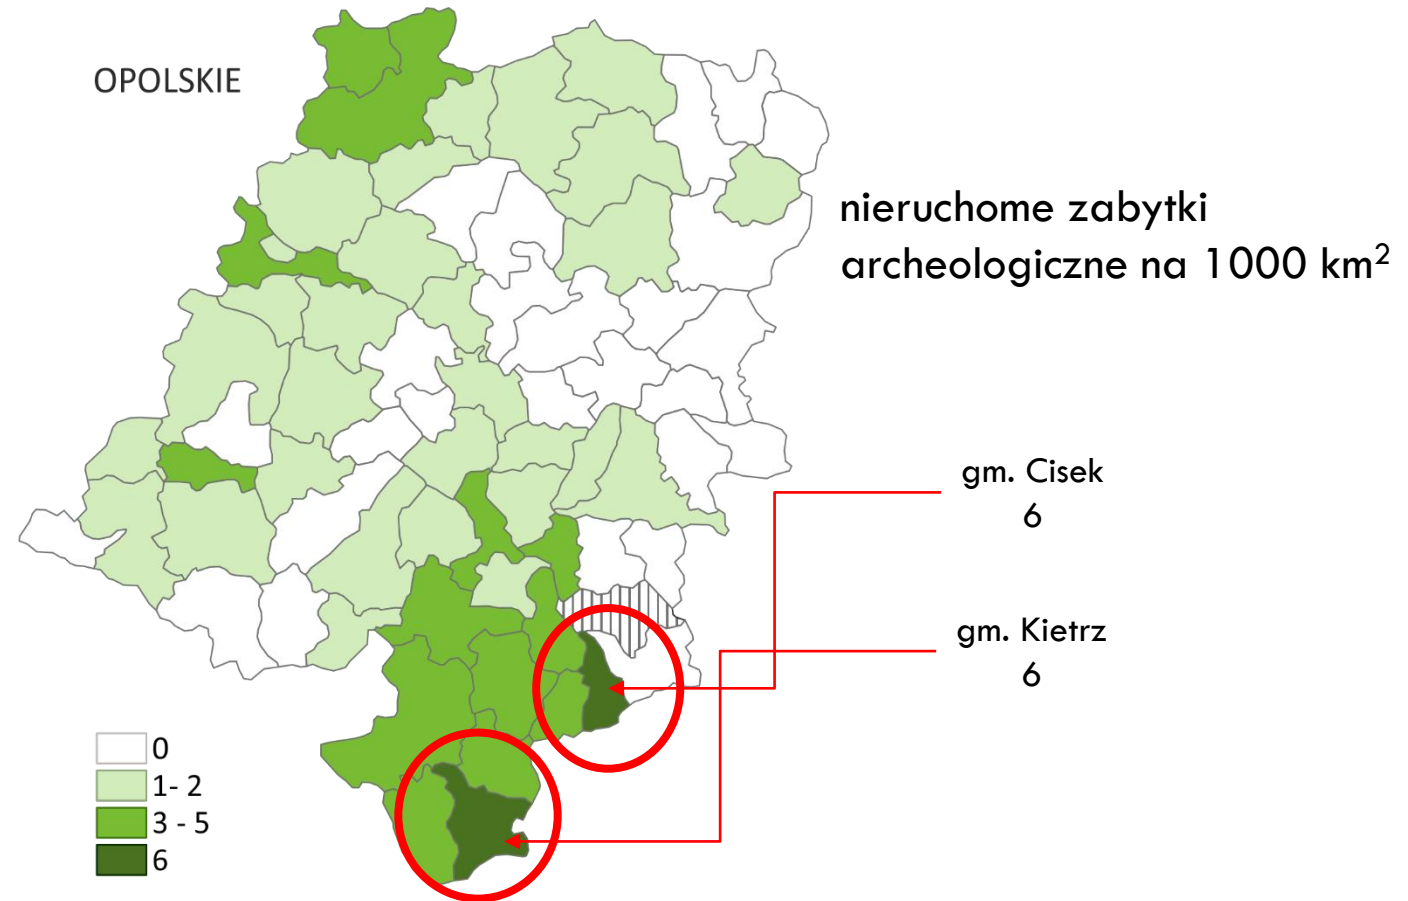 OPOLSKIE
nieruchome zabytki
archeologiczne na 1000 km²
gm. Cisek
6
gm. Kietrz
6
0
1- 2
3 - 5
6